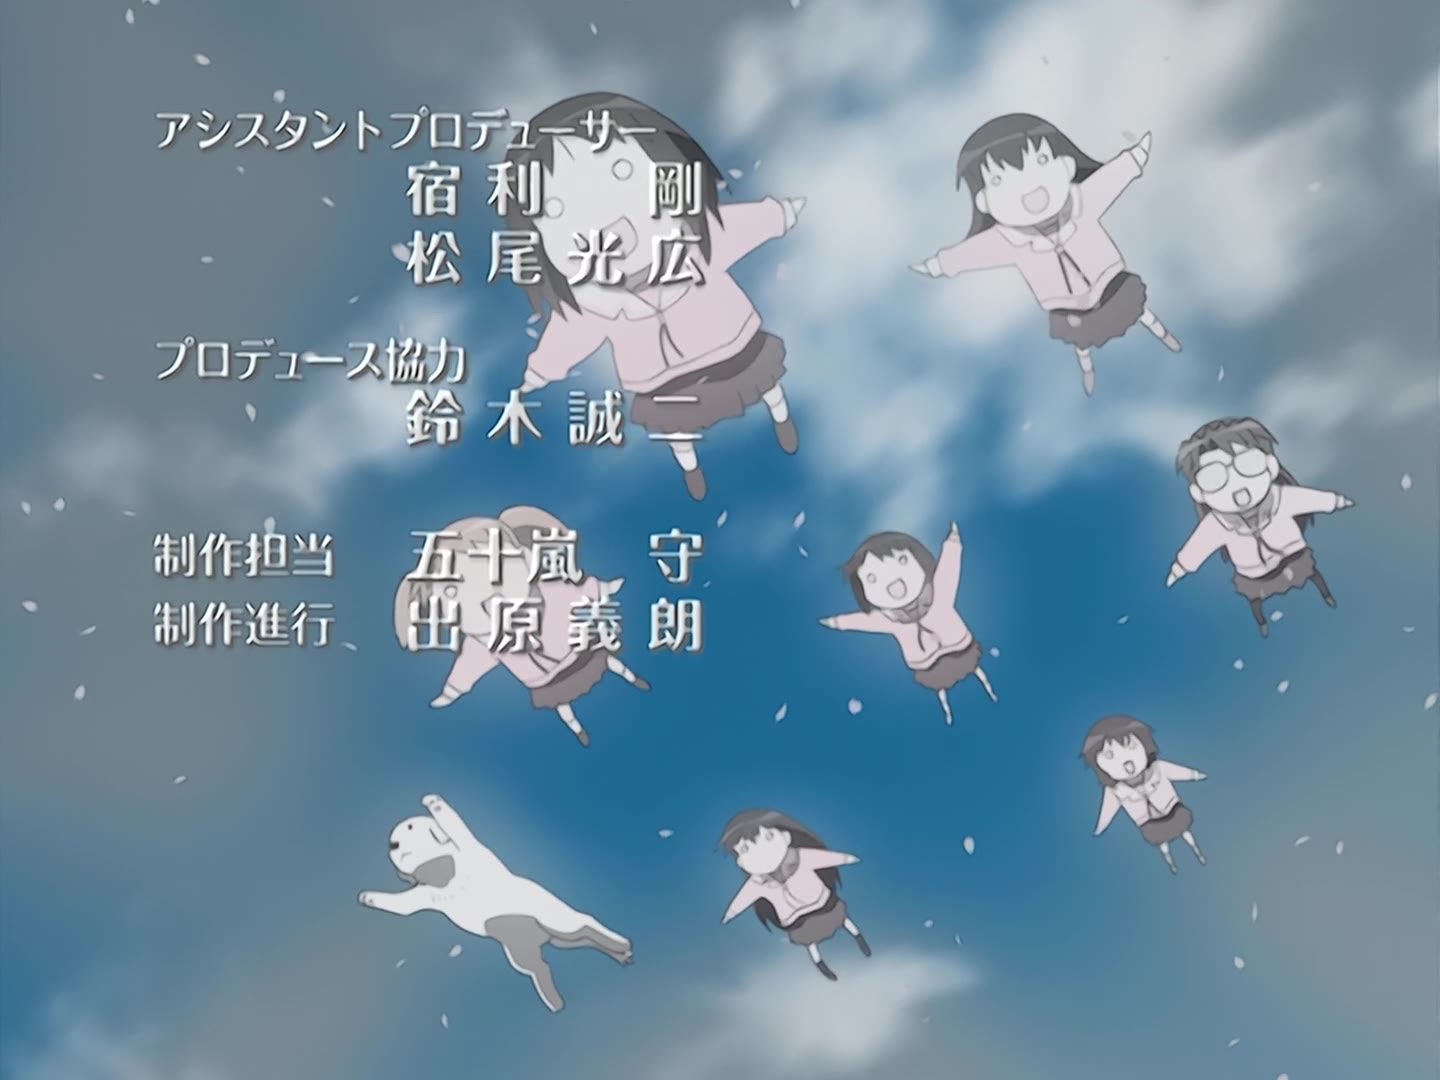 アシスタントプロデューサー
宿利 剛
松尾光広
プロデュース協力
鈴木誠二
制作担当 五十嵐 守
制作進行 出原義朗